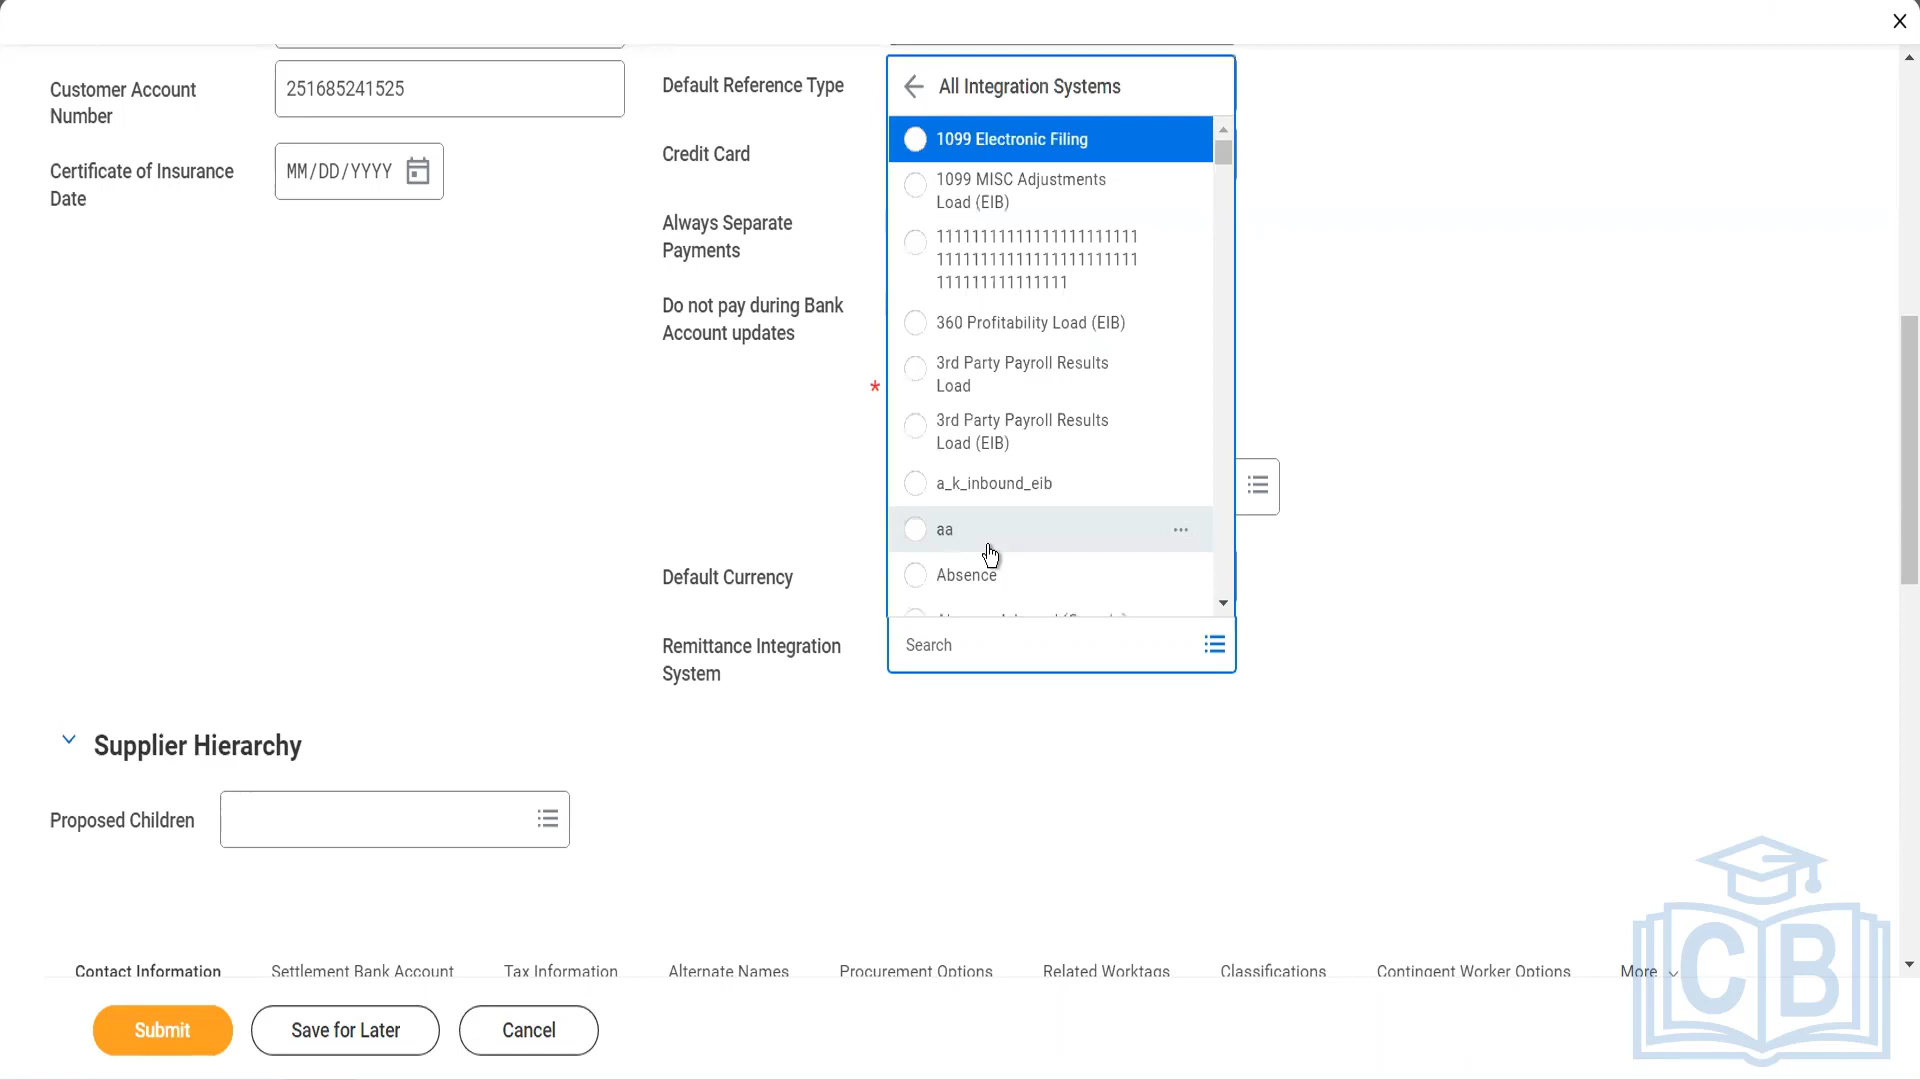 Customer Account
Number
251685241525
Certificate of Insurance
Date
MM/DD/YYYY
Default Reference Type
Credit Card
Always Separate
Payments
Do not pay during Bank
Account updates
*
Default Currency
Remittance Integration
System
All Integration Systems
1099 Electronic Filing
1099 MISC Adjustments
Load (EIB)
11111111111111111111111
11111111111111111111111
111111111111111
360 Profitability Load (EIB)
3rd Party Payroll Results
Load
3rd Party Payroll Results
Load (EIB)
a_k_inbound_eib
aa
Absence
Search
Supplier Hierarchy
Proposed Children
Contact Information Settlement Bank Account Tax Information Alternate Names Procurement Options Related Worktags Classifications Contingent Worker Options More
Submit Save for Later Cancel
CB